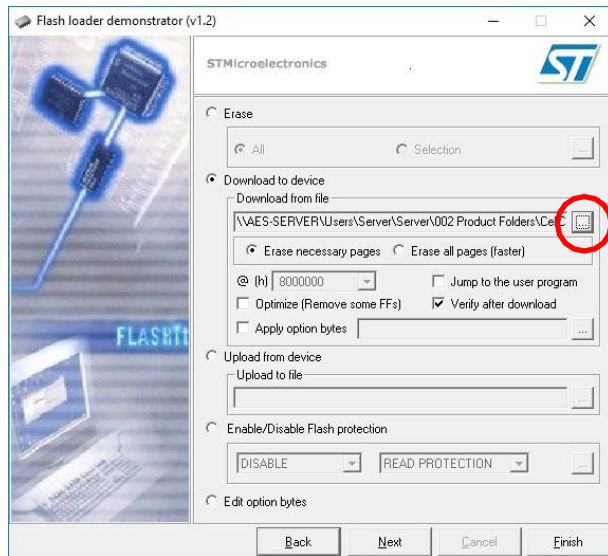 Flash loader demonstrator (v1.2)
STMicroelectronics
ST
Erase
All Selection ...
Download to device
Download from file
\\AES-SERVER\Users\Server\Server\002 Product Folders\Cel
Erase necessary pages Erase all pages (faster)
@ (h) 8000000 Jump to the user program
Optimize (Remove some FFs) Verify after download
Apply option bytes ...
FLASHit
Upload from device
Upload to file
...
Enable/Disable Flash protection
DISABLE READ PROTECTION ...
Edit option bytes
Back Next Cancel Finish